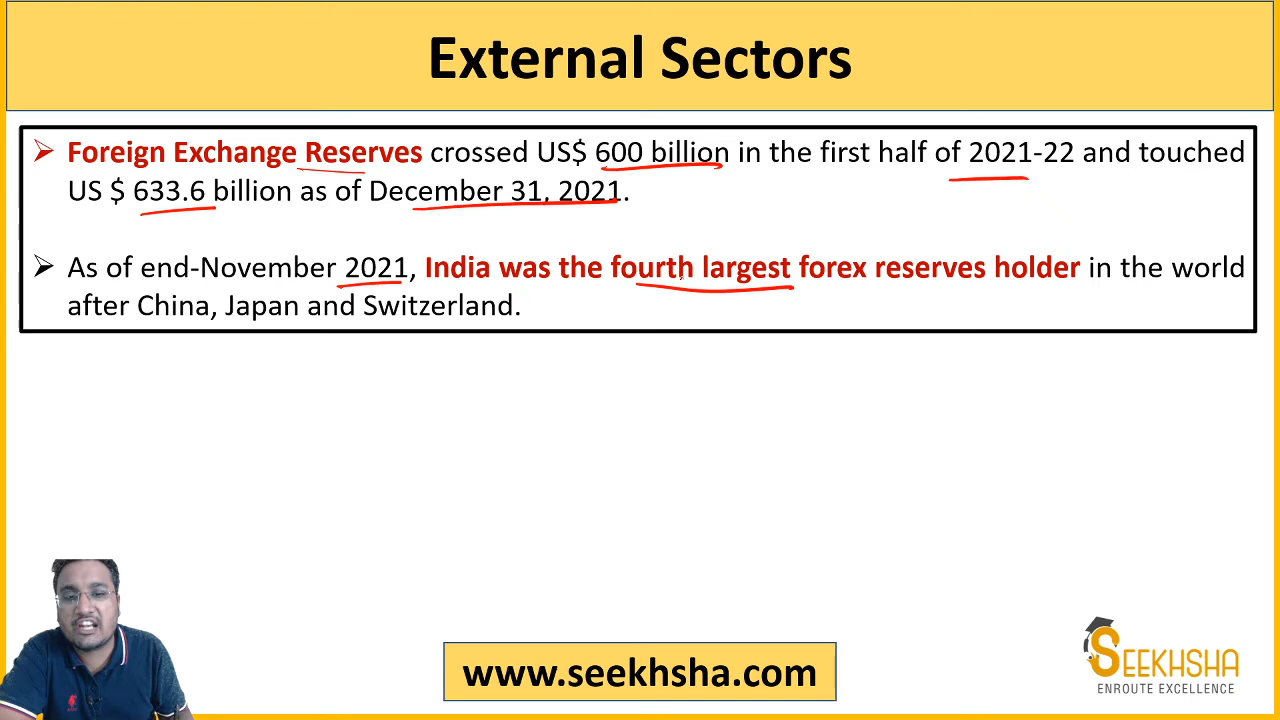 External Sectors
Foreign Exchange Reserves crossed US$ 600 billion in the first half of 2021-22 and touched
US $ 633.6 billion as of December 31, 2021.
As of end-November 2021, India was the fourth largest forex reserves holder in the world
after China, Japan and Switzerland.
www.seekhsha.com
SEEKHSHA
ENROUTE EXCELLENCE